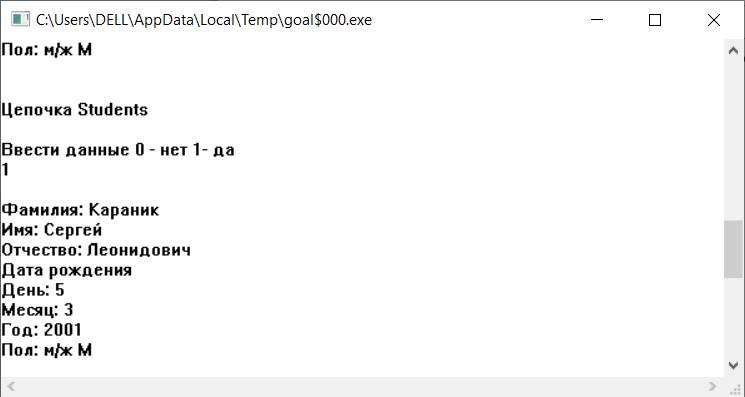 C:\Users\DELL\AppData\Local\Temp\goal$000.exe
Пол: м/ж М
Цепочка Students
Ввести данные 0 - нет 1- да
1
Фамилия: Караник
Имя: Сергей
Отчество: Леонидович
Дата рождения
День: 5
Месяц: 3
Год: 2001
Пол: м/ж М